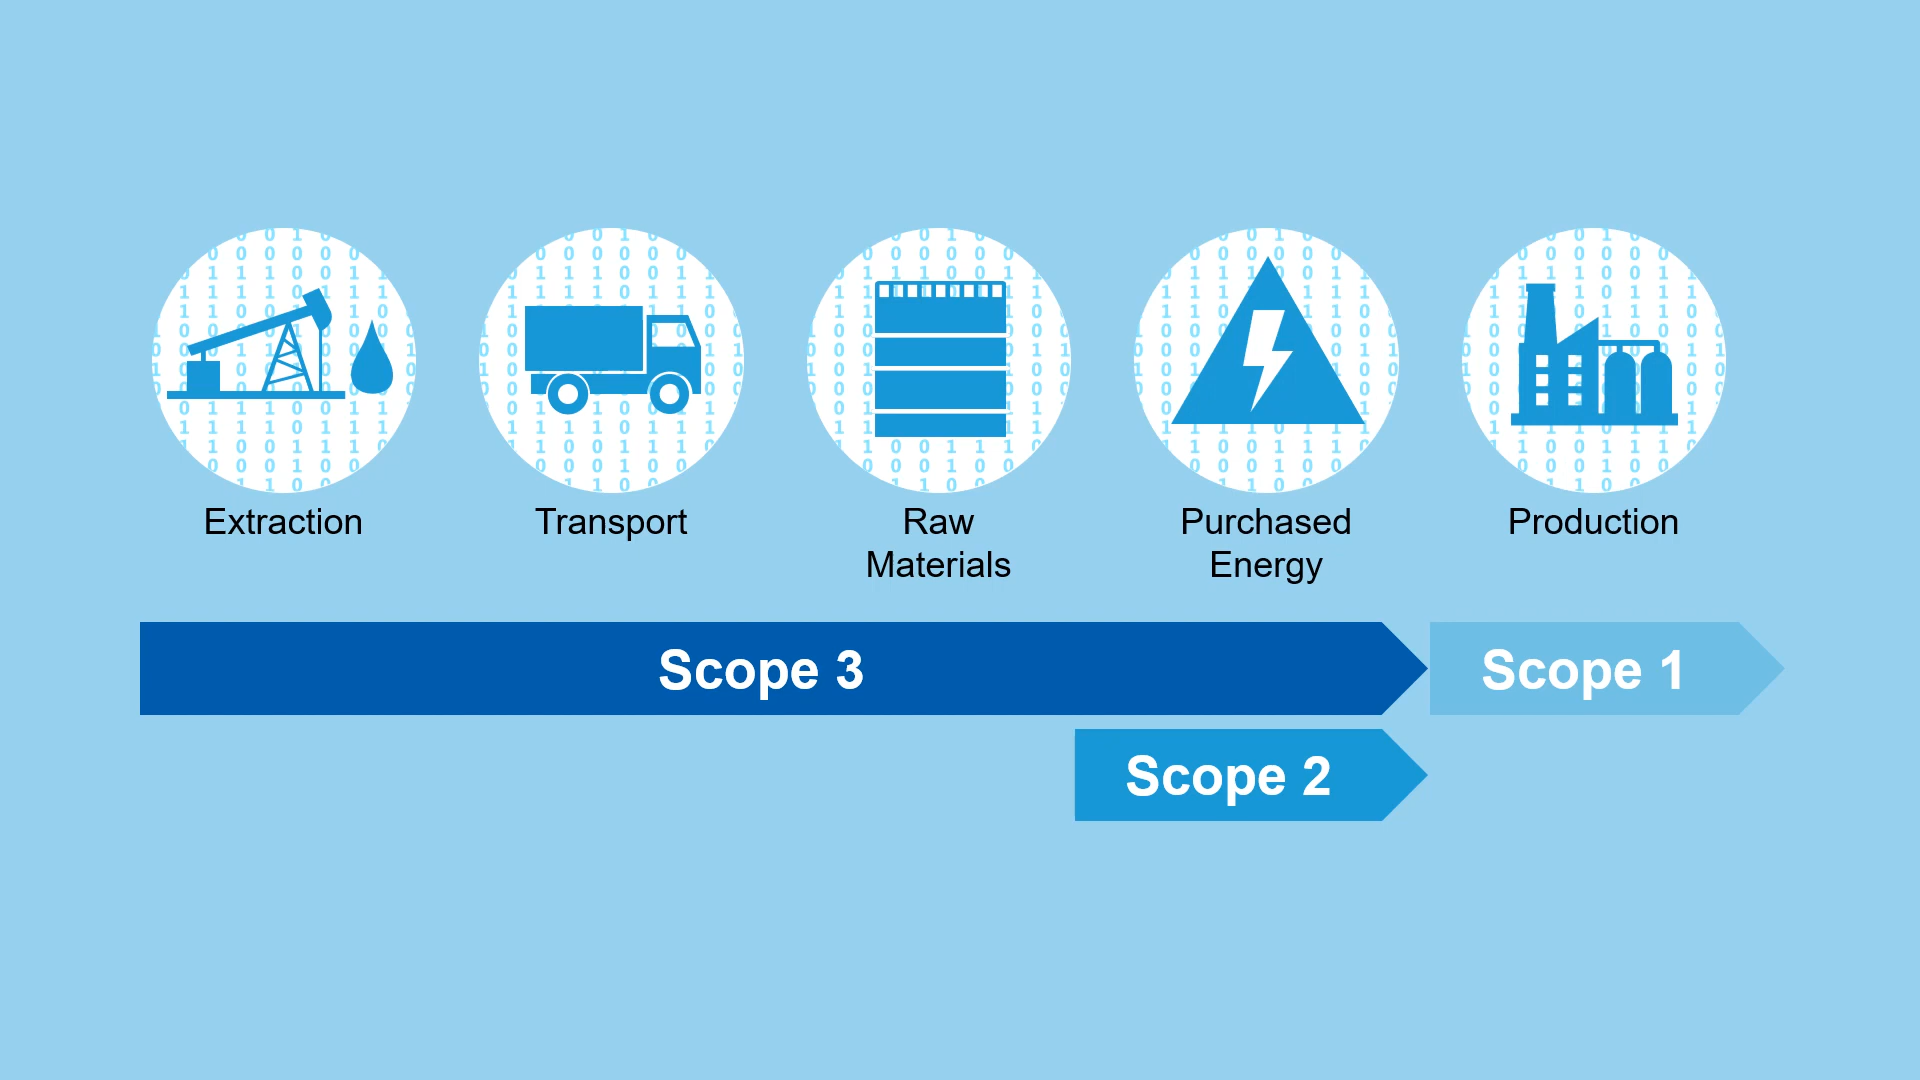 Extraction
Transport
Raw
Materials
Purchased
Energy
Production
Scope 3
Scope 1
Scope 2